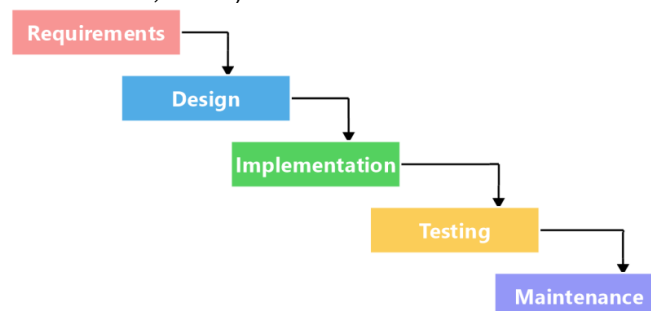 Requirements
Design
Implementation
Testing
Maintenance